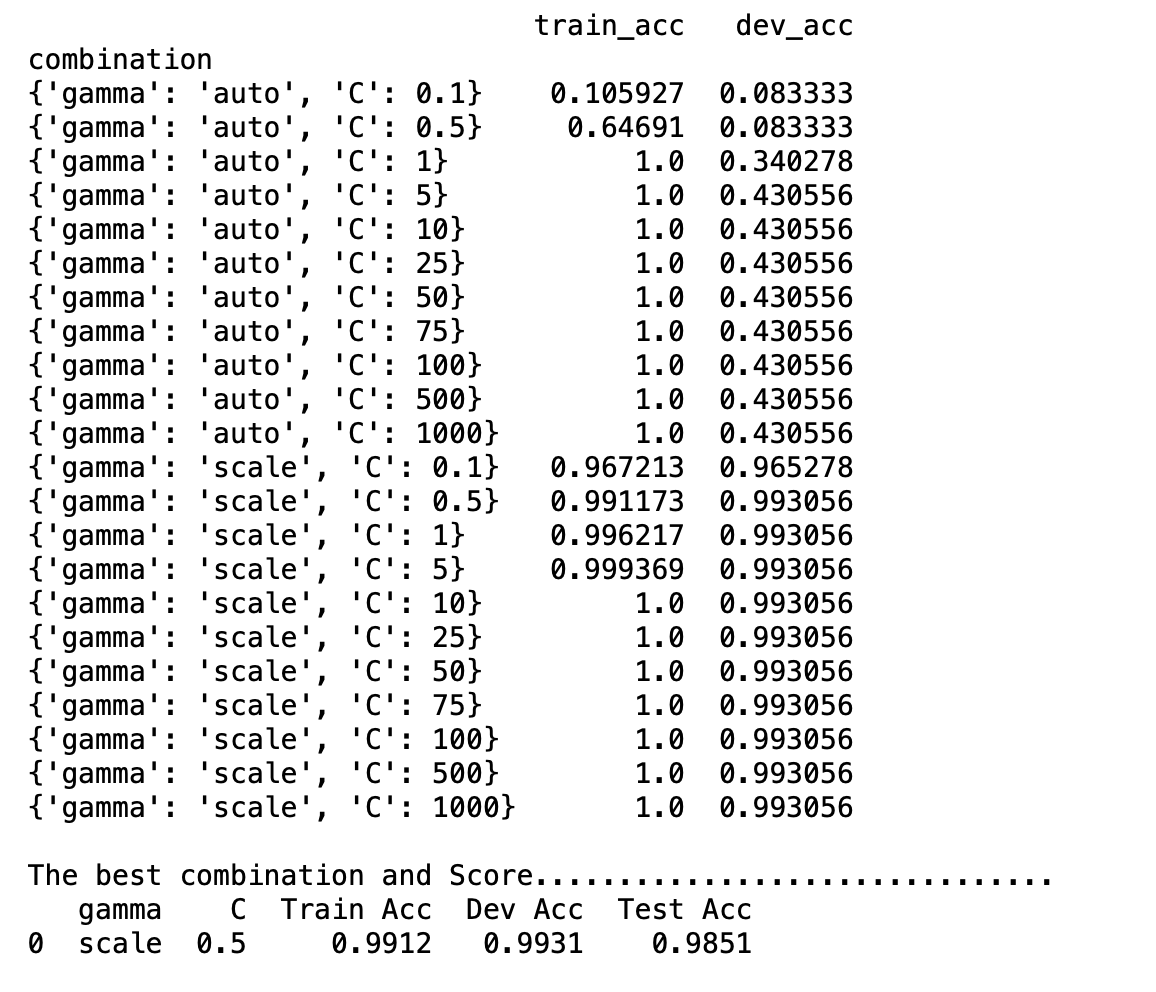 train_acc dev_acc
combination
{'gamma': 'auto', 'C': 0.1} 0.105927 0.083333
{'gamma': 'auto', 'C': 0.5} 0.64691 0.083333
{'gamma': 'auto', 'C': 1} 1.0 0.340278
{'gamma': 'auto', 'C': 5} 1.0 0.430556
{'gamma': 'auto', 'C': 10} 1.0 0.430556
{'gamma': 'auto', 'C': 25} 1.0 0.430556
{'gamma': 'auto', 'C': 50} 1.0 0.430556
{'gamma': 'auto', 'C': 75} 1.0 0.430556
{'gamma': 'auto', 'C': 100} 1.0 0.430556
{'gamma': 'auto', 'C': 500} 1.0 0.430556
{'gamma': 'auto', 'C': 1000} 1.0 0.430556
{'gamma': 'scale', 'C': 0.1} 0.967213 0.965278
{'gamma': 'scale', 'C': 0.5} 0.991173 0.993056
{'gamma': 'scale', 'C': 1} 0.996217 0.993056
{'gamma': 'scale', 'C': 5} 0.999369 0.993056
{'gamma': 'scale', 'C': 10} 1.0 0.993056
{'gamma': 'scale', 'C': 25} 1.0 0.993056
{'gamma': 'scale', 'C': 50} 1.0 0.993056
{'gamma': 'scale', 'C': 75} 1.0 0.993056
{'gamma': 'scale', 'C': 100} 1.0 0.993056
{'gamma': 'scale', 'C': 500} 1.0 0.993056
{'gamma': 'scale', 'C': 1000} 1.0 0.993056
The best combination and Score...............................
gamma C Train Acc Dev Acc Test Acc
0 scale 0.5 0.9912 0.9931 0.9851